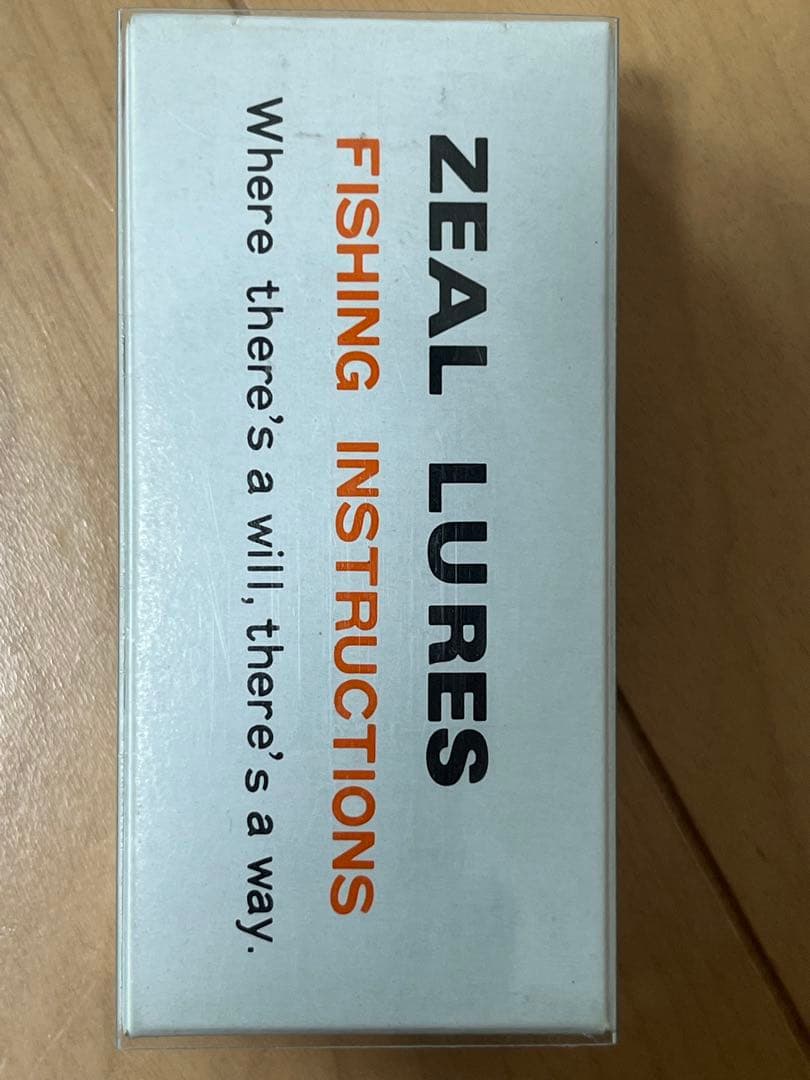 ZEAL LURES
FISHING INSTRUCTIONS
Where there's a will, there's a way.